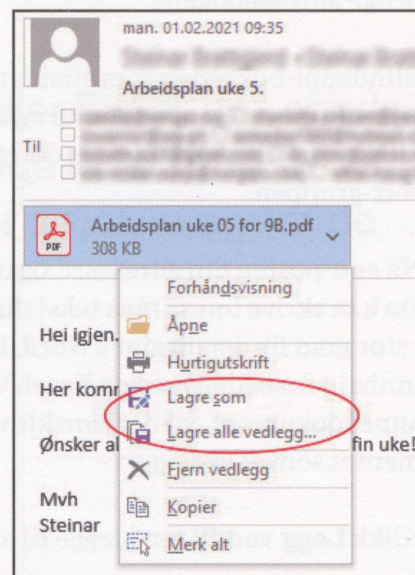 man. 01.02.2021 09:35
Arbeidsplan uke 5.
Til
Arbeidsplan uke 05 for 9B.pdf
PDF
308 KB
Forhåndsvisning
Hei igjen.
Åpne
Hurtigutskrift
Her komr
Lagre som
Ønsker al
Lagre alle vedlegg...
fin uke!
Fjern vedlegg
Mvh
Kopier
Steinar
Merk alt